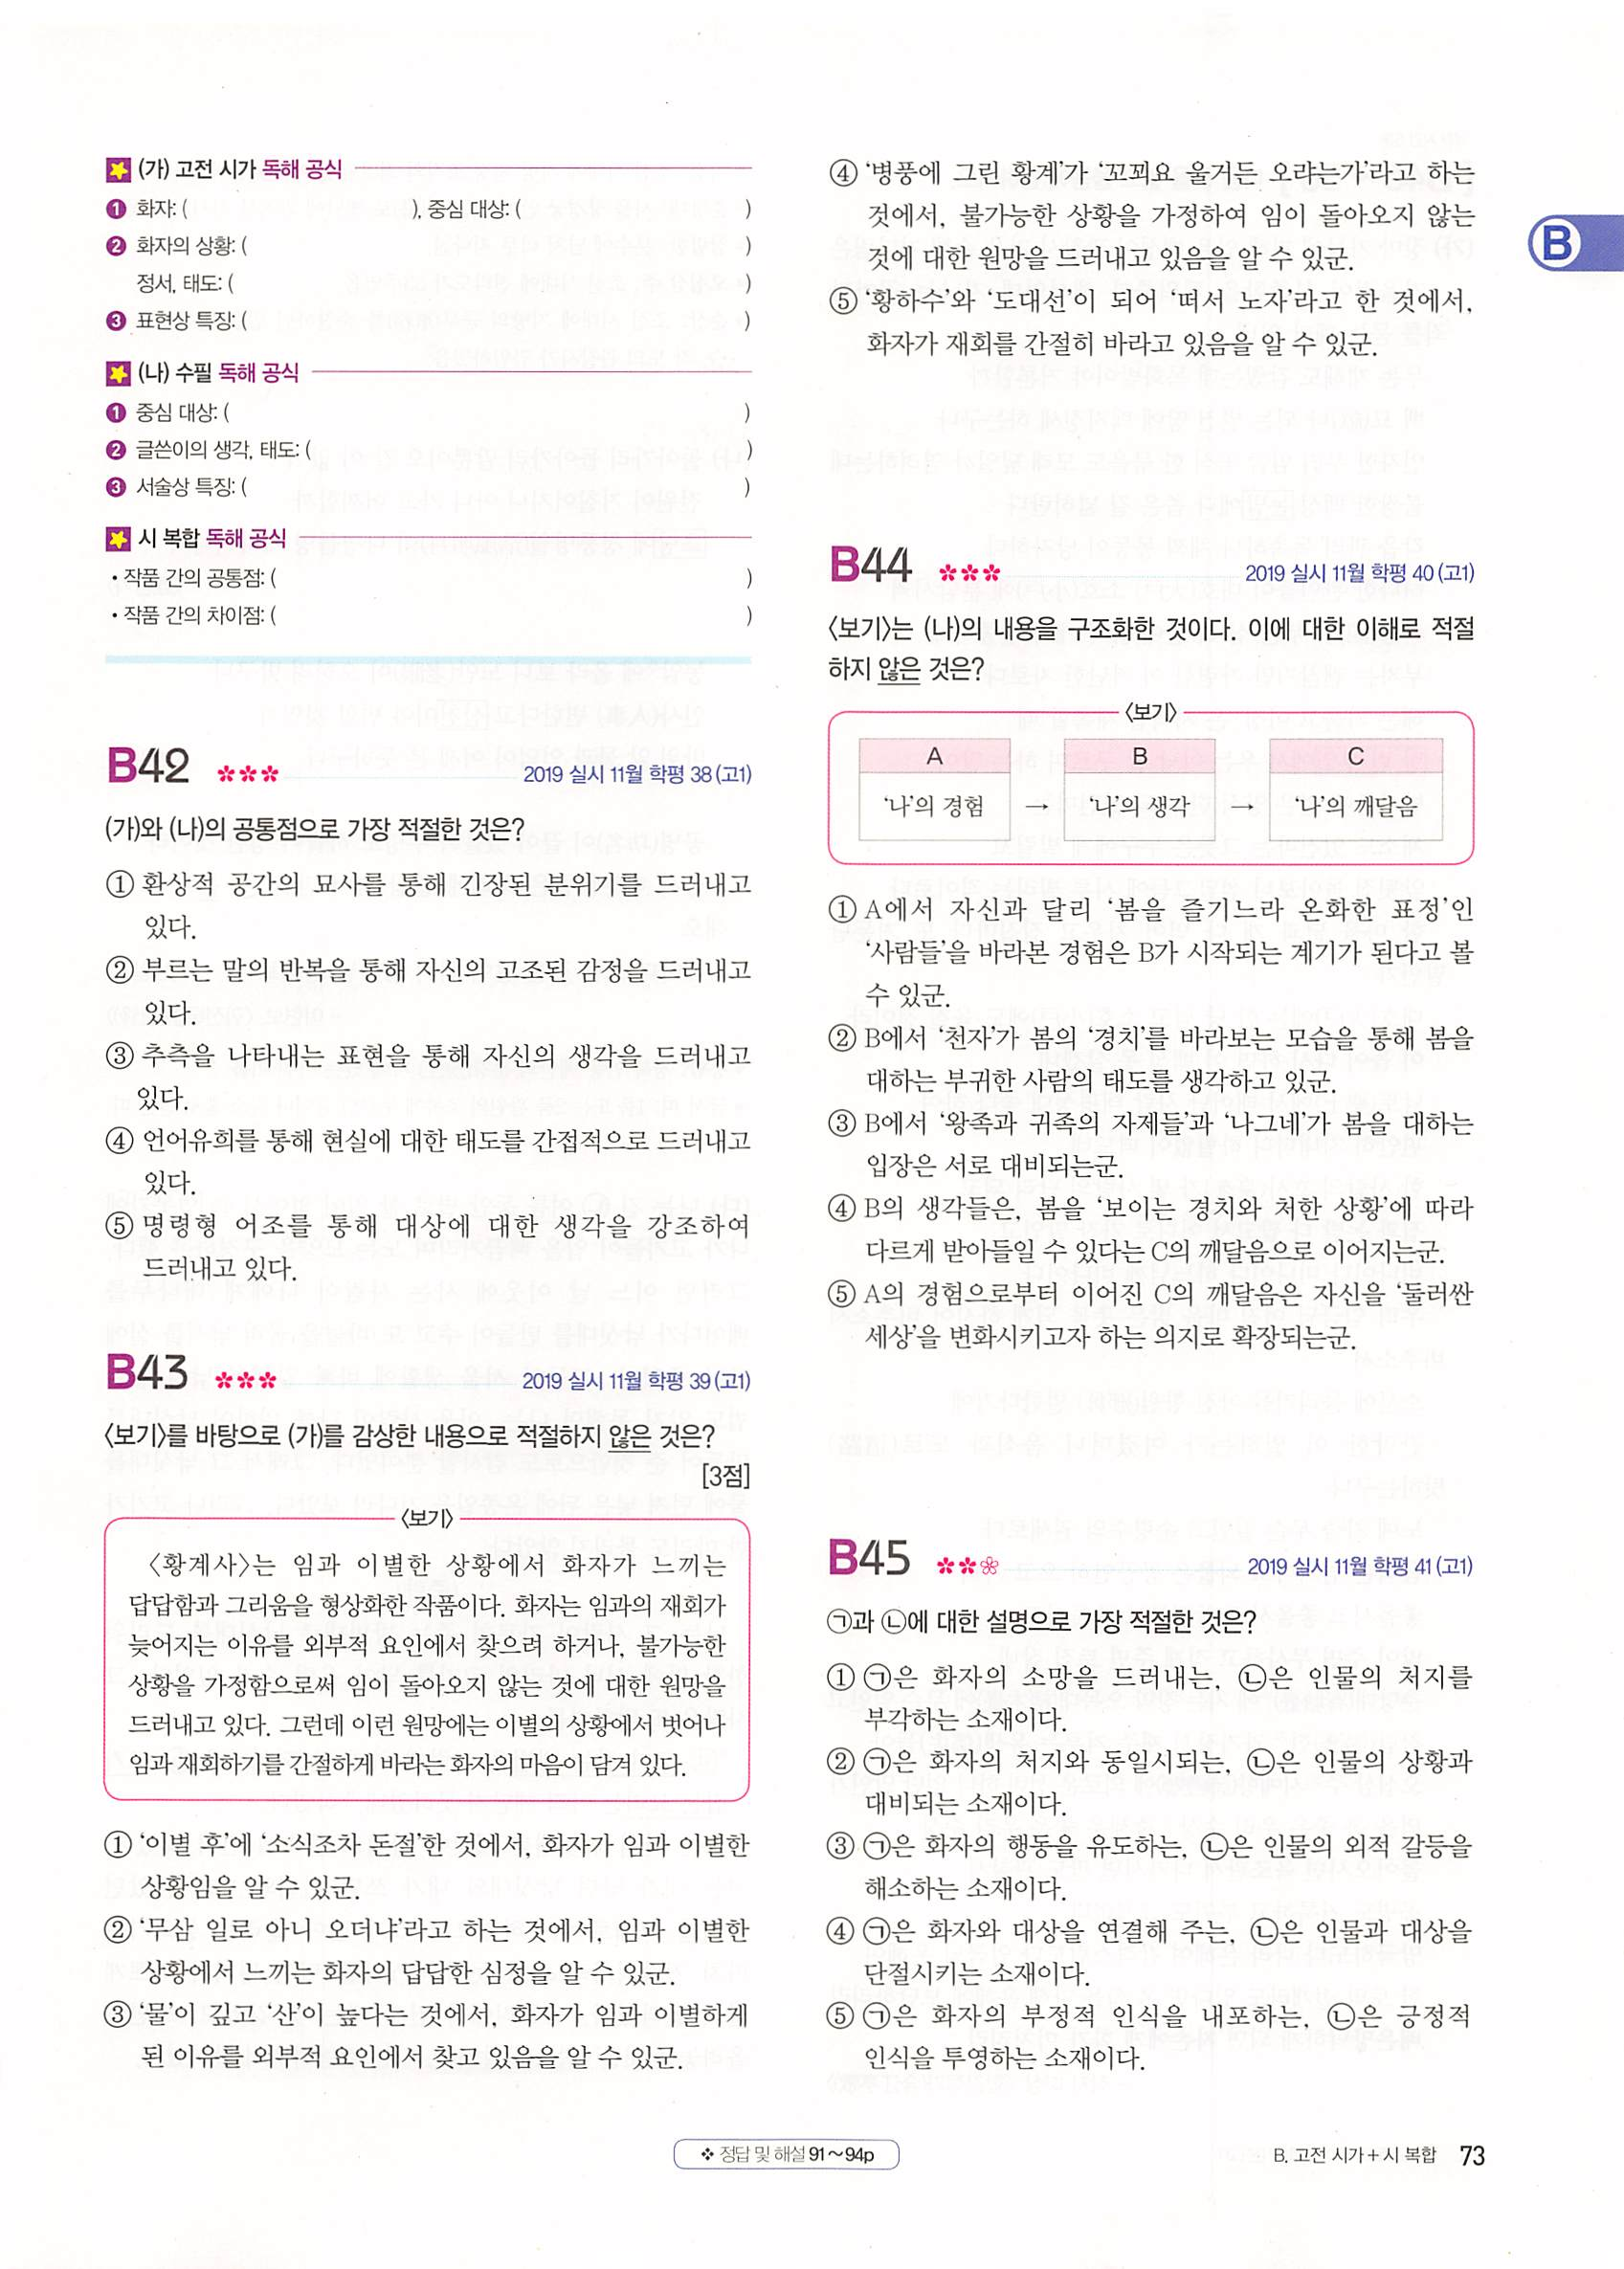 (가) 고전 시가 독해 공식
❶ 화자: ( ), 중심 대상: ( )
❷ 화자의 상황: ( )
정서, 태도: ( )
❸ 표현상 특징: ( )
(나) 수필 독해 공식
❶ 중심 대상: ( )
❷ 글쓴이의 생각, 태도: ( )
❸ 서술상 특징: ( )
시 복합 독해 공식
• 작품 간의 공통점: ( )
• 작품 간의 차이점: ( )
B42 2019 실시 11월 학평 38 (고1)
(가)와 (나)의 공통점으로 가장 적절한 것은?
① 환상적 공간의 묘사를 통해 긴장된 분위기를 드러내고
있다.
② 부르는 말의 반복을 통해 자신의 고조된 감정을 드러내고
있다.
③ 추측을 나타내는 표현을 통해 자신의 생각을 드러내고
있다.
④ 언어유희를 통해 현실에 대한 태도를 간접적으로 드러내고
있다.
⑤ 명령형 어조를 통해 대상에 대한 생각을 강조하여
드러내고 있다.
B43 2019 실시 11월 학평 39 (고1)
〈보기〉를 바탕으로 (가)를 감상한 내용으로 적절하지 않은 것은?
[3점]
〈보기〉
〈황계사〉는 임과 이별한 상황에서 화자가 느끼는
답답함과 그리움을 형상화한 작품이다. 화자는 임과의 재회가
늦어지는 이유를 외부적 요인에서 찾으려 하거나, 불가능한
상황을 가정함으로써 임이 돌아오지 않는 것에 대한 원망을
드러내고 있다. 그런데 이런 원망에는 이별의 상황에서 벗어나
임과 재회하기를 간절하게 바라는 화자의 마음이 담겨 있다.
① ‘이별 후’에 ‘소식조차 돈절’한 것에서, 화자가 임과 이별한
상황임을 알 수 있군.
② ‘무삼 일로 아니 오더냐’라고 하는 것에서, 임과 이별한
상황에서 느끼는 화자의 답답한 심정을 알 수 있군.
③ ‘물’이 깊고 ‘산’이 높다는 것에서, 화자가 임과 이별하게
된 이유를 외부적 요인에서 찾고 있음을 알 수 있군.
④ ‘병풍에 그린 황계’가 ‘꼬꾀요 울거든 오랴는가’라고 하는
것에서, 불가능한 상황을 가정하여 임이 돌아오지 않는
것에 대한 원망을 드러내고 있음을 알 수 있군.
⑤ ‘황하수’와 ‘도대선’이 되어 ‘떠서 노자’라고 한 것에서,
화자가 재회를 간절히 바라고 있음을 알 수 있군.
B44 2019 실시 11월 학평 40 (고1)
〈보기〉는 (나)의 내용을 구조화한 것이다. 이에 대한 이해로 적절
하지 않은 것은?
〈보기〉
A B C
‘나’의 경험 → ‘나’의 생각 → ‘나’의 깨달음
① A에서 자신과 달리 ‘봄을 즐기느라 온화한 표정’인
‘사람들’을 바라본 경험은 B가 시작되는 계기가 된다고 볼
수 있군.
② B에서 ‘천자’가 봄의 ‘경치’를 바라보는 모습을 통해 봄을
대하는 부귀한 사람의 태도를 생각하고 있군.
③ B에서 ‘왕족과 귀족의 자제들’과 ‘나그네’가 봄을 대하는
입장은 서로 대비되는군.
④ B의 생각들은, 봄을 ‘보이는 경치와 처한 상황’에 따라
다르게 받아들일 수 있다는 C의 깨달음으로 이어지는군.
⑤ A의 경험으로부터 이어진 C의 깨달음은 자신을 ‘둘러싼
세상’을 변화시키고자 하는 의지로 확장되는군.
B45 2019 실시 11월 학평 41 (고1)
㉠과 ㉡에 대한 설명으로 가장 적절한 것은?
① ㉠은 화자의 소망을 드러내는, ㉡은 인물의 처지를
부각하는 소재이다.
② ㉠은 화자의 처지와 동일시되는, ㉡은 인물의 상황과
대비되는 소재이다.
③ ㉠은 화자의 행동을 유도하는, ㉡은 인물의 외적 갈등을
해소하는 소재이다.
④ ㉠은 화자와 대상을 연결해 주는, ㉡은 인물과 대상을
단절시키는 소재이다.
⑤ ㉠은 화자의 부정적 인식을 내포하는, ㉡은 긍정적
인식을 투영하는 소재이다.
B
❖ 정답 및 해설 91~94p
B. 고전 시가 + 시 복합 73